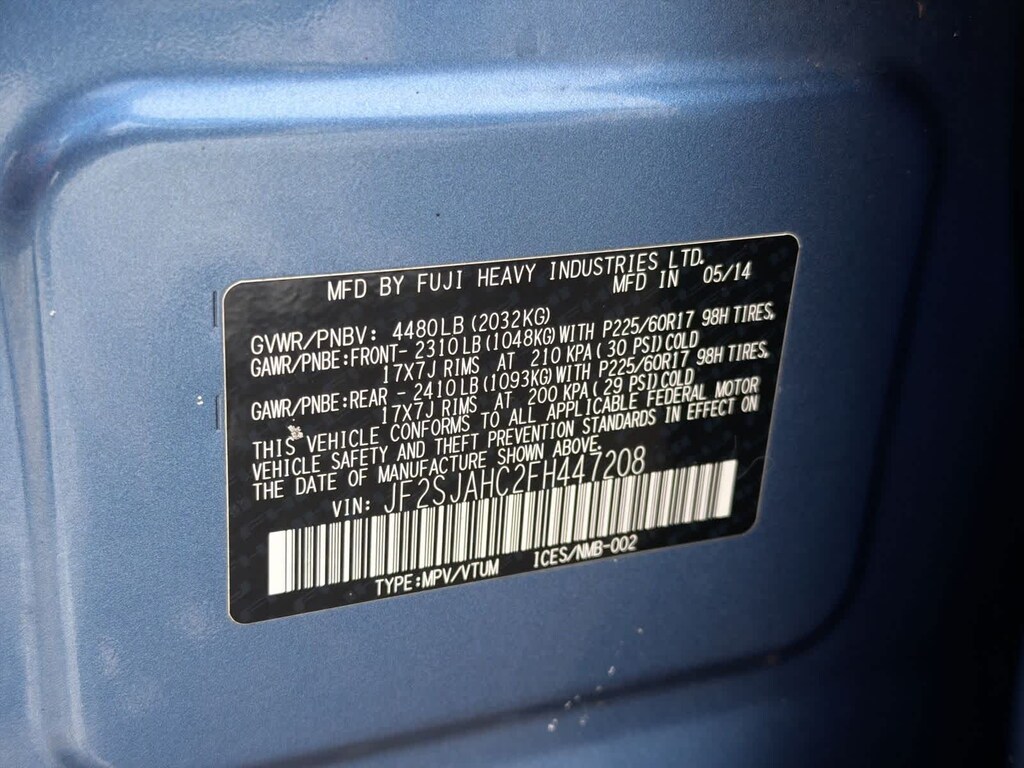 MFD BY FUJI HEAVY INDUSTRIES LTD.
MFD IN 05/14
GVWR/PNBV: 4480LB (2032KG)
GAWR/PNBE:FRONT- 2310LB(1048KG)WITH P225/60R17 98H TIRES,
17X7J RIMS AT 210 KPA( 30 PSI)COLD
GAWR/PNBE:REAR - 2410LB(1093KG)WITH P225/60R17 98H TIRES,
17X7J RIMS AT 200 KPA( 29 PSI)COLD
THIS VEHICLE CONFORMS TO ALL APPLICABLE FEDERAL MOTOR
VEHICLE SAFETY AND THEFT PREVENTION STANDARDS IN EFFECT ON
THE DATE OF MANUFACTURE SHOWN ABOVE.
VIN: JF2SJAHC2FH447208
TYPE:MPV/VTUM ICES/NMB-002